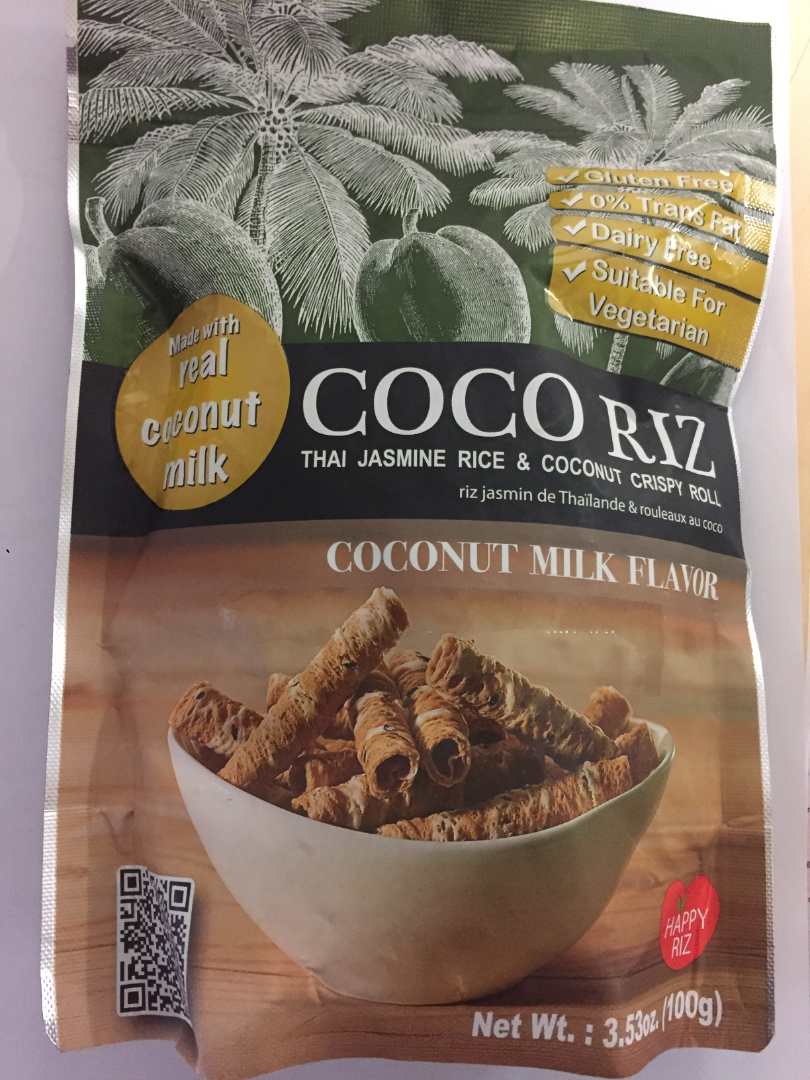 ✓ Gluten Free
✓ 0% Trans Fat
✓ Dairy Free
✓ Suitable For
Vegetarian
Made with
real
coconut
milk
COCO RIZ
THAI JASMINE RICE & COCONUT CRISPY ROLL
riz jasmin de Thaïlande & rouleaux au coco
COCONUT MILK FLAVOR
HAPPY
RIZ
Net Wt. : 3.53oz. (100g)